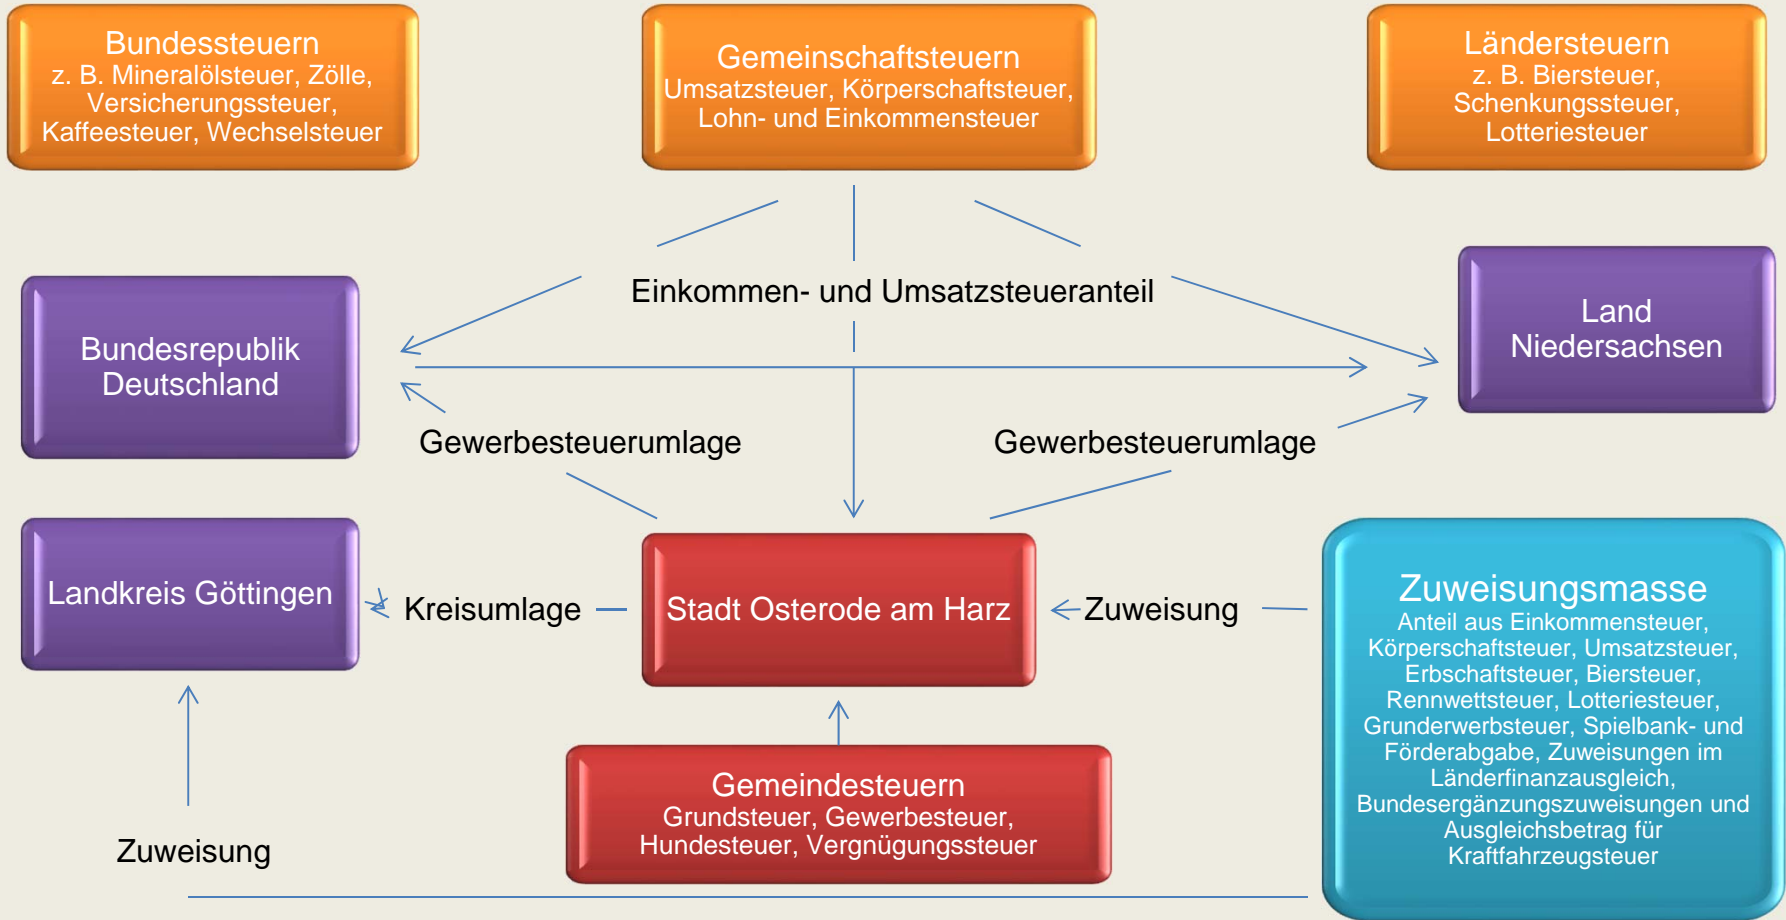 Bundessteuern
z. B. Mineralölsteuer, Zölle,
Versicherungssteuer,
Kaffeesteuer, Wechselsteuer
Gemeinschaftsteuern
Umsatzsteuer, Körperschaftsteuer,
Lohn- und Einkommensteuer
Ländersteuern
z. B. Biersteuer,
Schenkungssteuer,
Lotteriesteuer
Einkommen- und Umsatzsteueranteil
Bundesrepublik
Deutschland
Land
Niedersachsen
Gewerbesteuerumlage
Gewerbesteuerumlage
Landkreis Göttingen
Kreisumlage
Stadt Osterode am Harz
Zuweisung
Zuweisungsmasse
Anteil aus Einkommensteuer,
Körperschaftsteuer, Umsatzsteuer,
Erbschaftsteuer, Biersteuer,
Rennwettsteuer, Lotteriesteuer,
Grunderwerbsteuer, Spielbank- und
Förderabgabe, Zuweisungen im
Länderfinanzausgleich,
Bundesergänzungszuweisungen und
Ausgleichsbetrag für
Kraftfahrzeugsteuer
Gemeindesteuern
Grundsteuer, Gewerbesteuer,
Hundesteuer, Vergnügungssteuer
Zuweisung